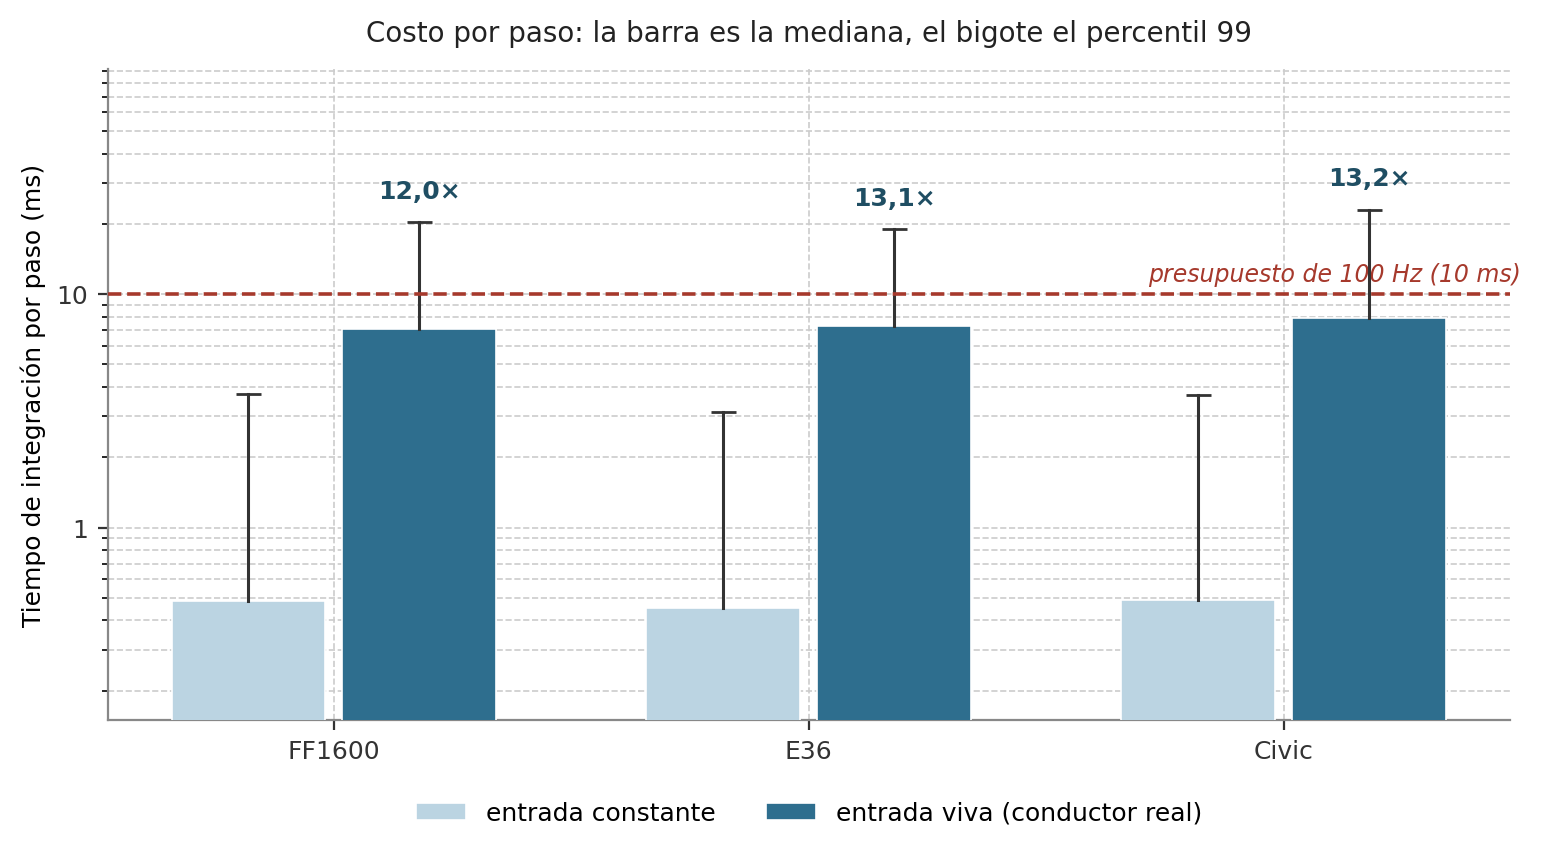 Costo por paso: la barra es la mediana, el bigote el percentil 99
Tiempo de integración por paso (ms)
10
1
12,0×
13,1×
13,2×
presupuesto de 100 Hz (10 ms)
FF1600
E36
Civic
entrada constante
entrada viva (conductor real)